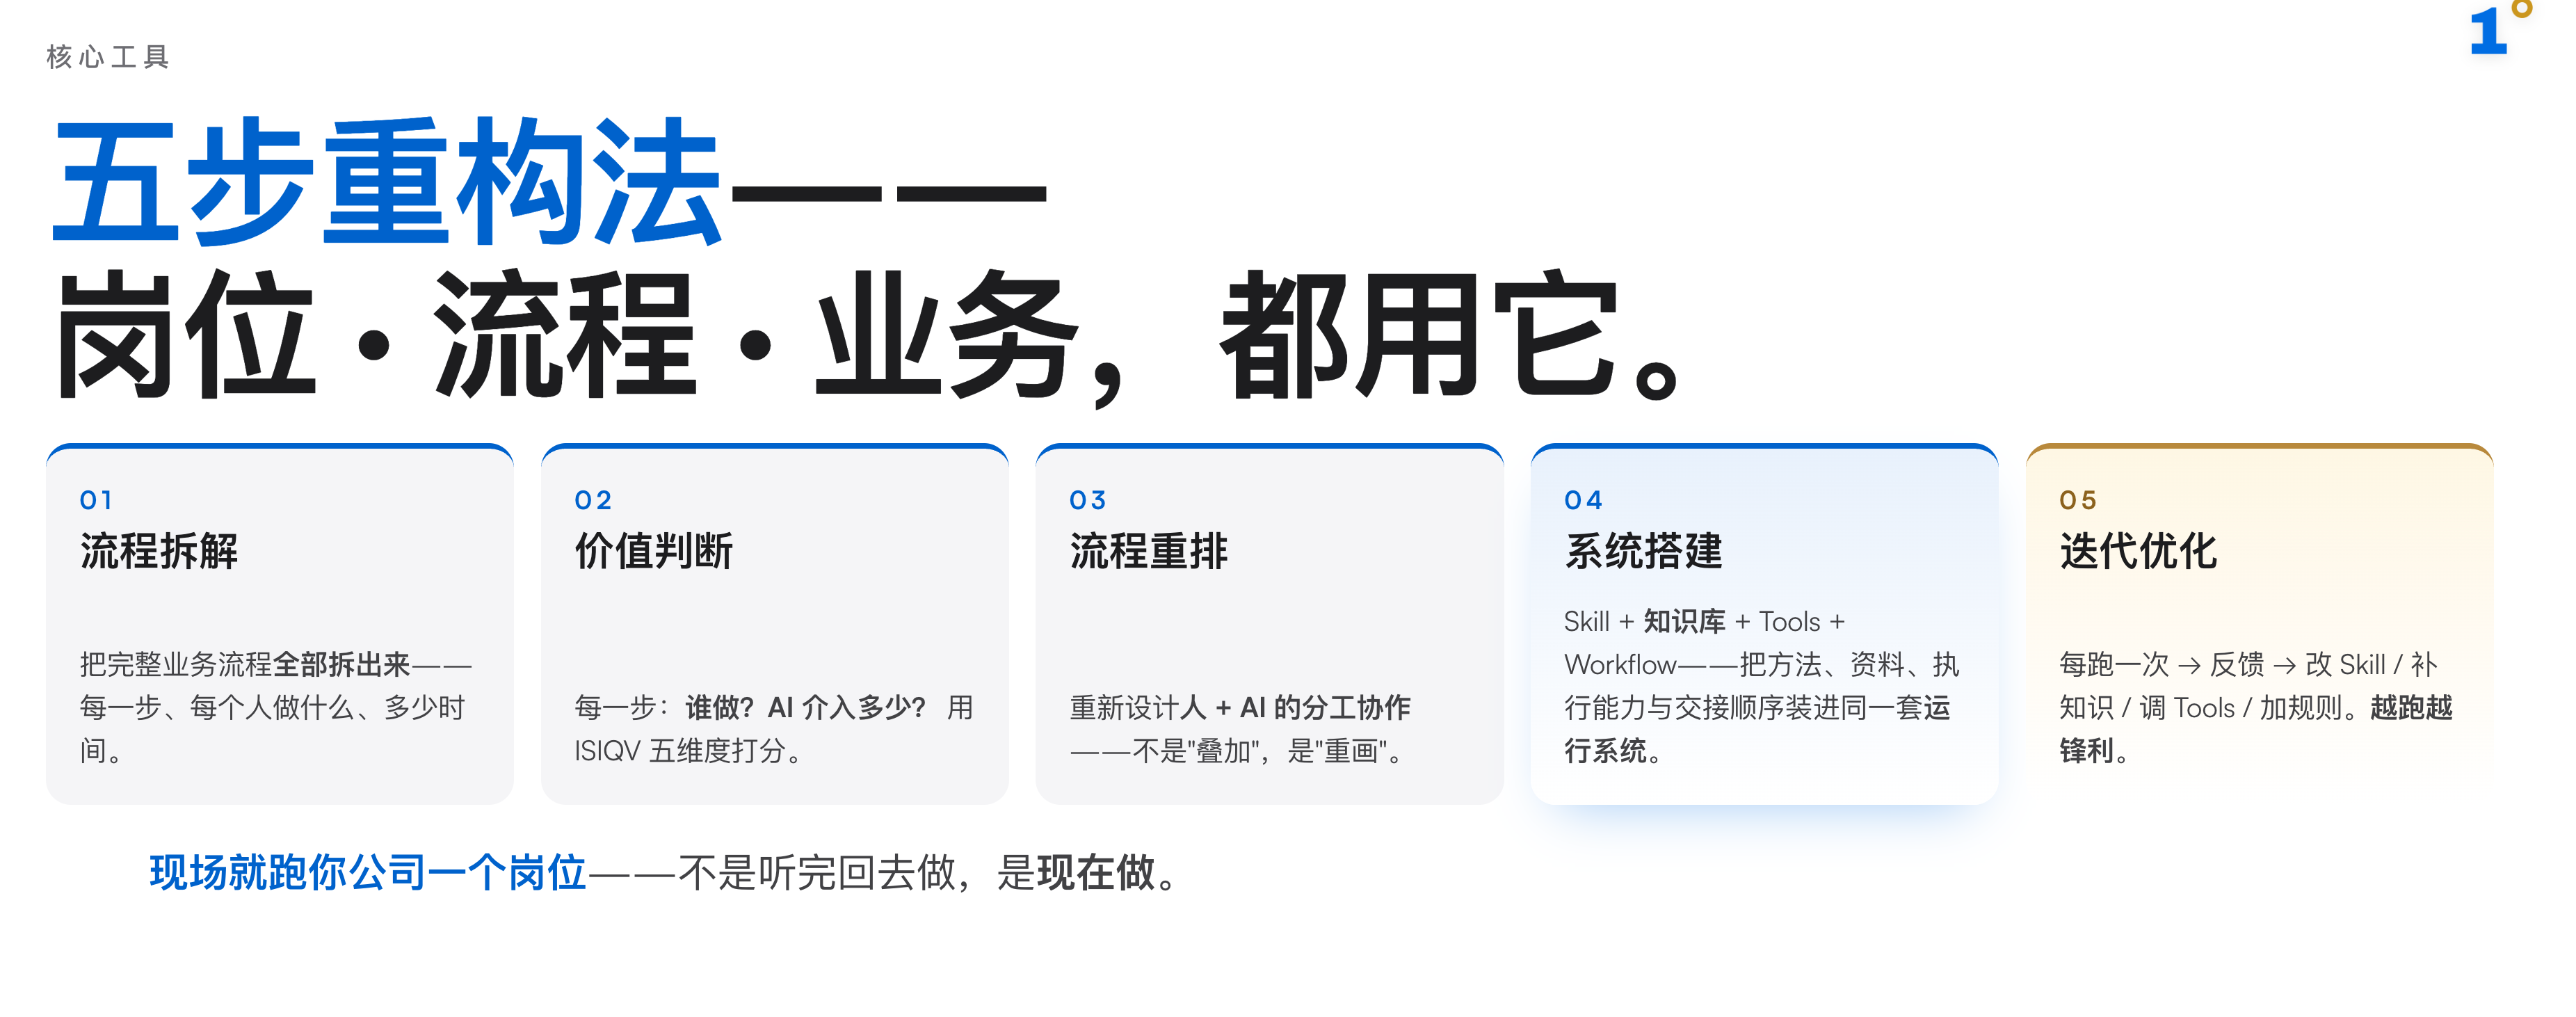 核心工具
1°
五步重构法——
岗位·流程·业务，都用它。
01
流程拆解
把完整业务流程全部拆出来——
每一步、每个人做什么、多少时
间。
02
价值判断
每一步：谁做？AI 介入多少？ 用
ISIQV 五维度打分。
03
流程重排
重新设计人 + AI 的分工协作
——不是"叠加"，是"重画"。
04
系统搭建
Skill + 知识库 + Tools +
Workflow——把方法、资料、执
行能力与交接顺序装进同一套运
行系统。
05
迭代优化
每跑一次 → 反馈 → 改 Skill / 补
知识 / 调 Tools / 加规则。越跑越
锋利。
现场就跑你公司一个岗位——不是听完回去做，是现在做。